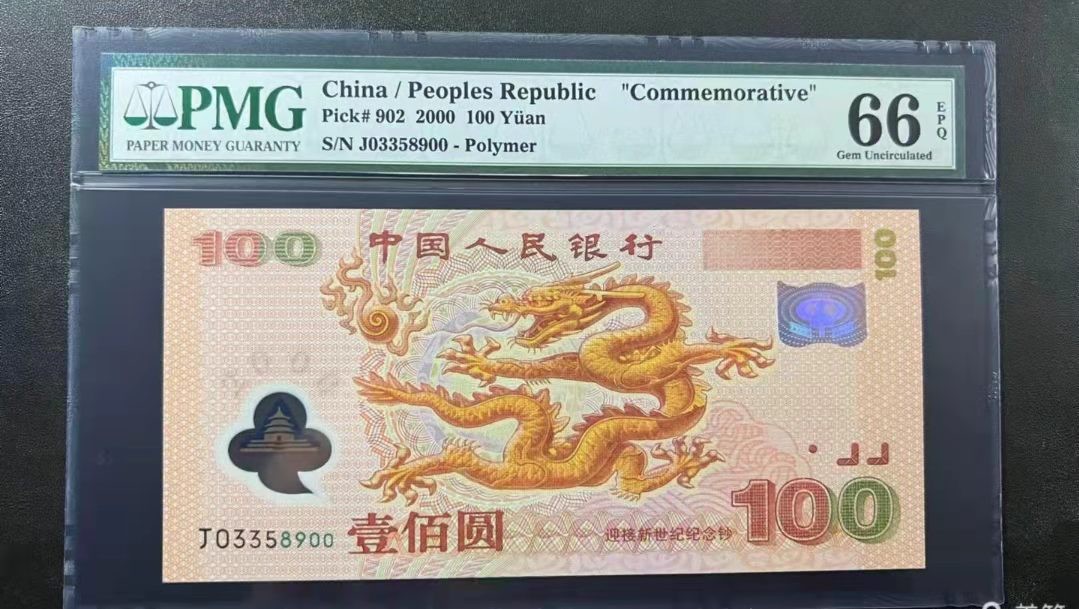 PMG
PAPER MONEY GUARANTY
China / Peoples Republic "Commemorative"
Pick# 902 2000 100 Yüan
S/N J03358900 - Polymer
66
EPQ
Gem Uncirculated
100
中国人民银行
100
J03358900
壹佰圆
迎接新世纪纪念钞
100